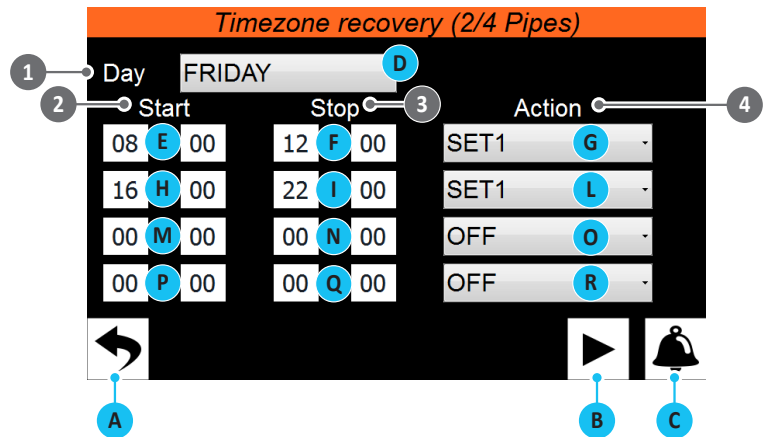 Timezone recovery (2/4 Pipes)
1 Day FRIDAY D
2 Start Stop 3 Action 4
08 E 00 12 F 00 SET1 G
16 H 00 22 I 00 SET1 L
00 M 00 00 N 00 OFF O
00 P 00 00 Q 00 OFF R
A B C